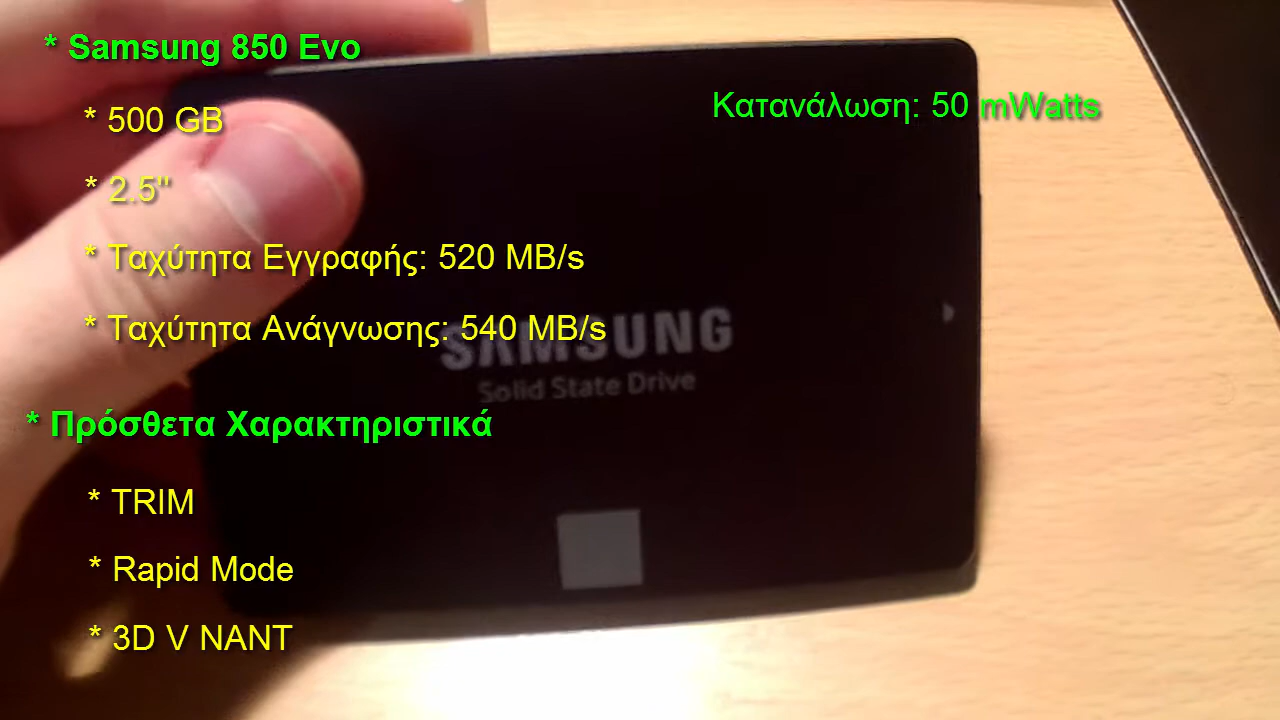 * Samsung 850 Evo
Κατανάλωση: 50 mWatts
* 500 GB
* 2.5"
* Ταχύτητα Εγγραφής: 520 MB/s
* Ταχύτητα Ανάγνωσης: 540 MB/s
SAMSUNG
Solid State Drive
* Πρόσθετα Χαρακτηριστικά
* TRIM
* Rapid Mode
* 3D V NANT